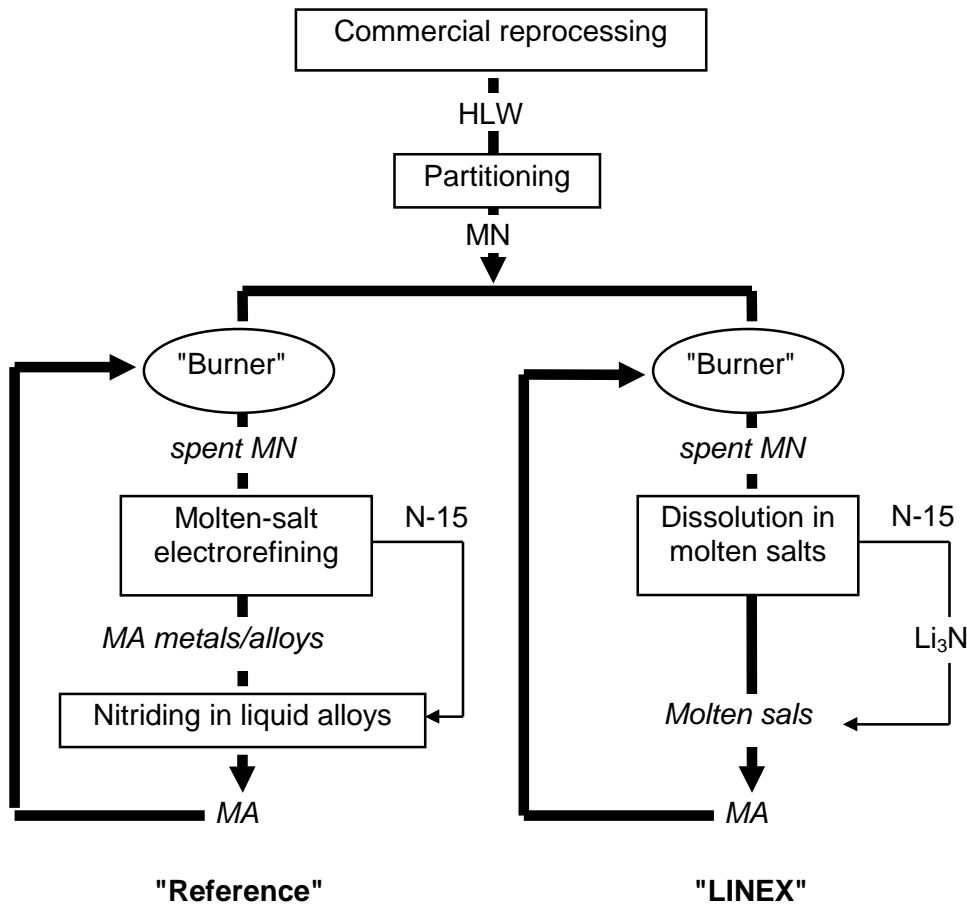 Commercial reprocessing
HLW
Partitioning
MN
"Burner"
spent MN
Molten-salt
electrorefining
N-15
MA metals/alloys
Nitriding in liquid alloys
MA
"Reference"
"Burner"
spent MN
Dissolution in
molten salts
N-15
Li₃N
Molten sals
MA
"LINEX"